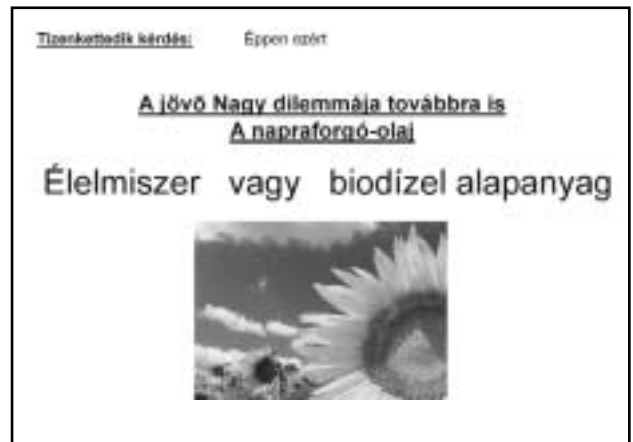 Tizenkettedik kérdés: Éppen ezért
A jövő Nagy dilemmája továbbra is
A napraforgó-olaj
Élelmiszer vagy biodízel alapanyag